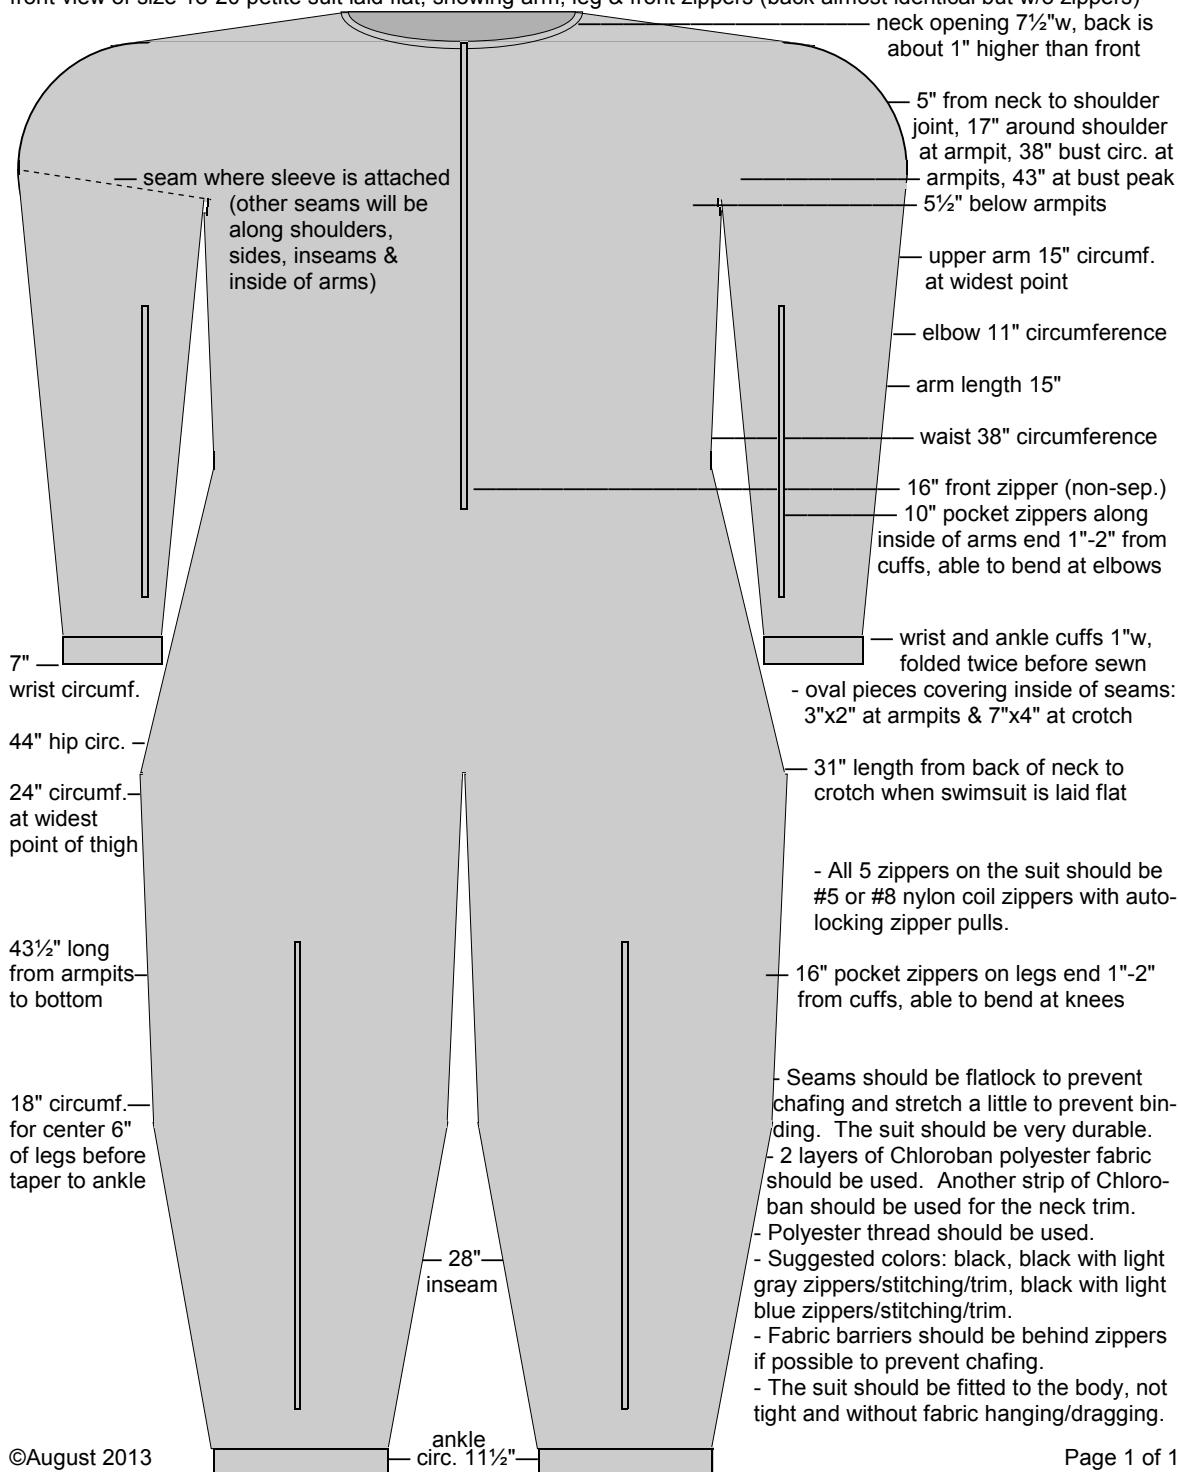 front view of size 18-20 petite suit laid flat, showing arm, leg & front zippers (back almost identical but w/o zippers)
neck opening 7½"w, back is
about 1" higher than front
5" from neck to shoulder
joint, 17" around shoulder
at armpit, 38" bust circ. at
armpits, 43" at bust peak
5½" below armpits
seam where sleeve is attached
(other seams will be
along shoulders,
sides, inseams &
inside of arms)
upper arm 15" circumf.
at widest point
elbow 11" circumference
arm length 15"
waist 38" circumference
16" front zipper (non-sep.)
10" pocket zippers along
inside of arms end 1"-2" from
cuffs, able to bend at elbows
wrist and ankle cuffs 1"w,
folded twice before sewn
- oval pieces covering inside of seams:
3"x2" at armpits & 7"x4" at crotch
7"
wrist circumf.
44" hip circ.
24" circumf.
at widest
point of thigh
31" length from back of neck to
crotch when swimsuit is laid flat
- All 5 zippers on the suit should be
#5 or #8 nylon coil zippers with auto-
locking zipper pulls.
43½" long
from armpits
to bottom
16" pocket zippers on legs end 1"-2"
from cuffs, able to bend at knees
18" circumf.
for center 6"
of legs before
taper to ankle
- Seams should be flatlock to prevent
chafing and stretch a little to prevent bin-
ding.  The suit should be very durable.
- 2 layers of Chloroban polyester fabric
should be used.  Another strip of Chloro-
ban should be used for the neck trim.
- Polyester thread should be used.
- Suggested colors: black, black with light
gray zippers/stitching/trim, black with light
blue zippers/stitching/trim.
- Fabric barriers should be behind zippers
if possible to prevent chafing.
- The suit should be fitted to the body, not
tight and without fabric hanging/dragging.
28"
inseam
ankle
circ. 11½"
©August 2013
Page 1 of 1